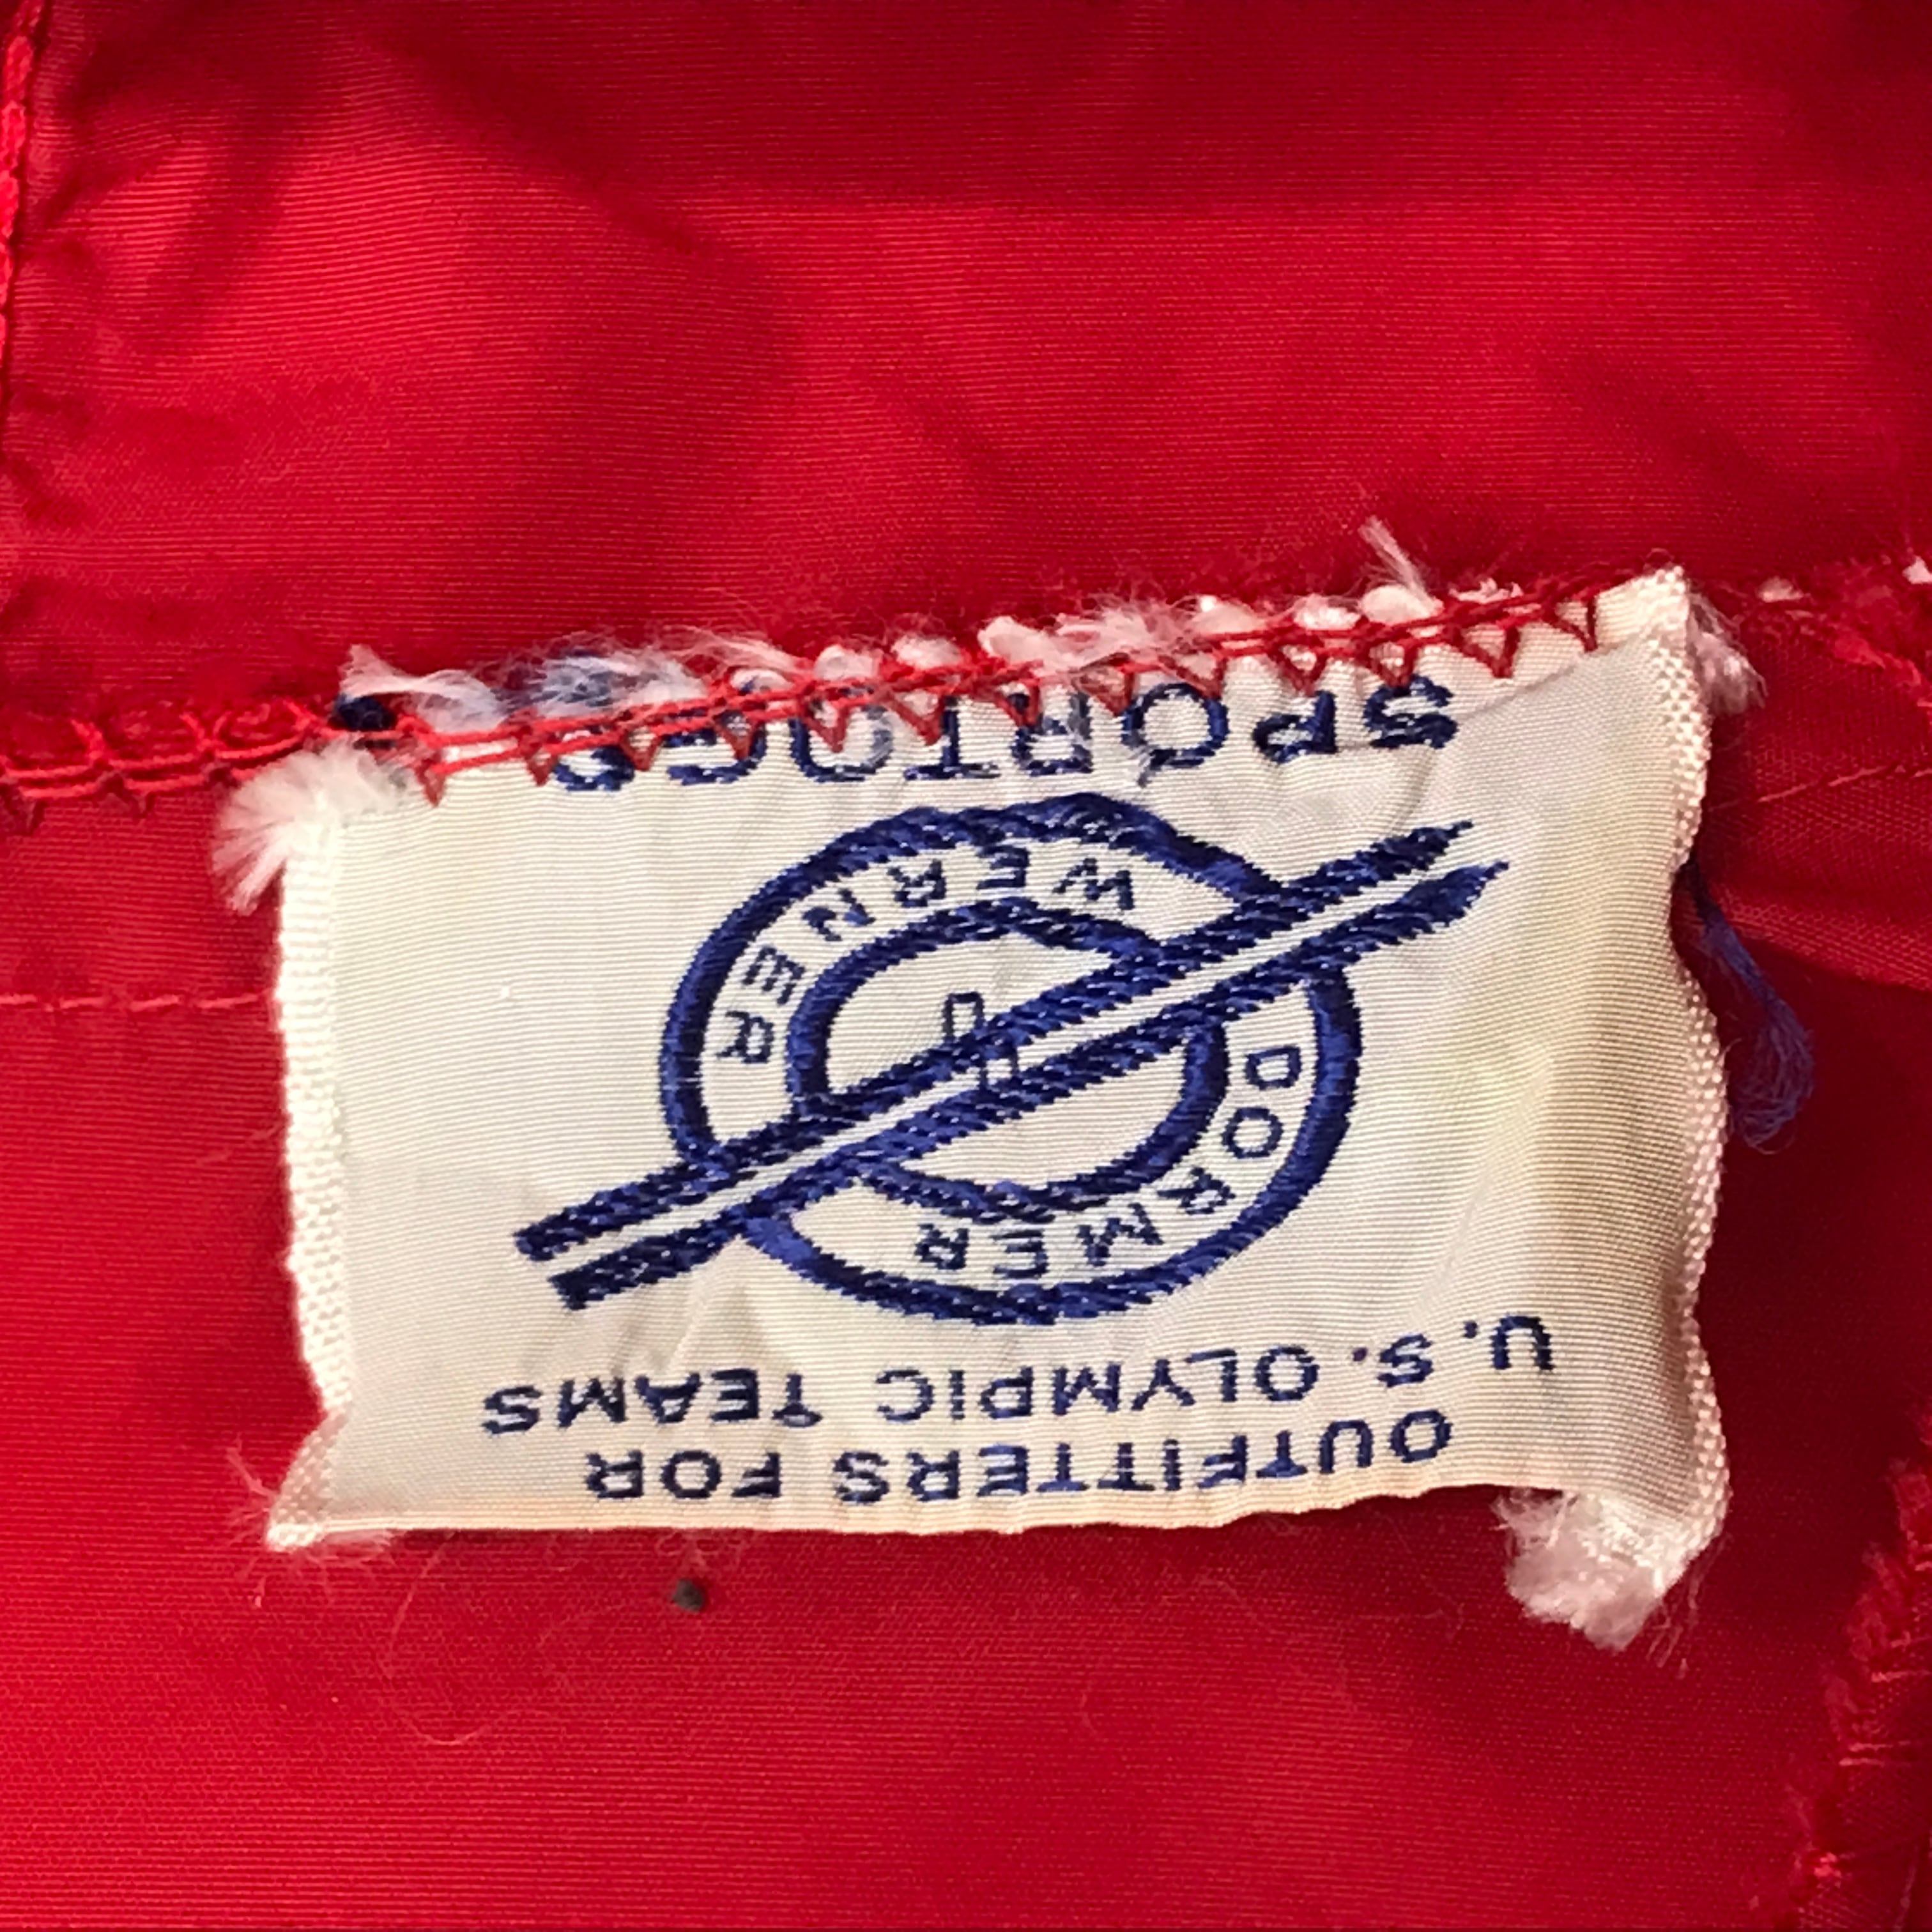 OUTFITTERS FOR
U.S. OLYMPIC TEAMS
DORMER
WERNER
SPORTOGS